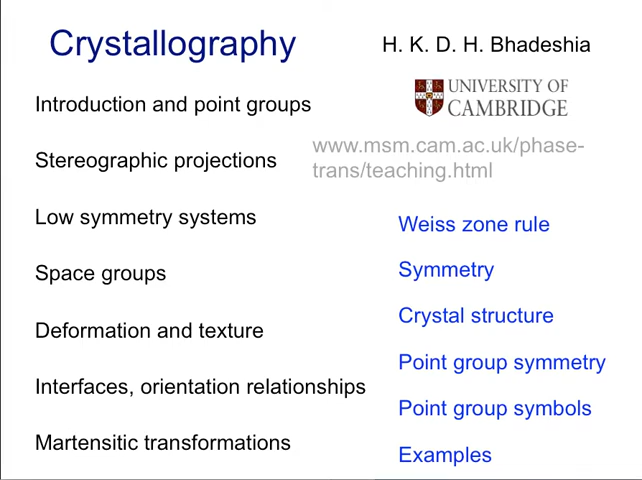 Crystallography
H. K. D. H. Bhadeshia
UNIVERSITY OF
CAMBRIDGE
www.msm.cam.ac.uk/phase-
trans/teaching.html
Introduction and point groups
Stereographic projections
Low symmetry systems
Space groups
Deformation and texture
Interfaces, orientation relationships
Martensitic transformations
Weiss zone rule
Symmetry
Crystal structure
Point group symmetry
Point group symbols
Examples